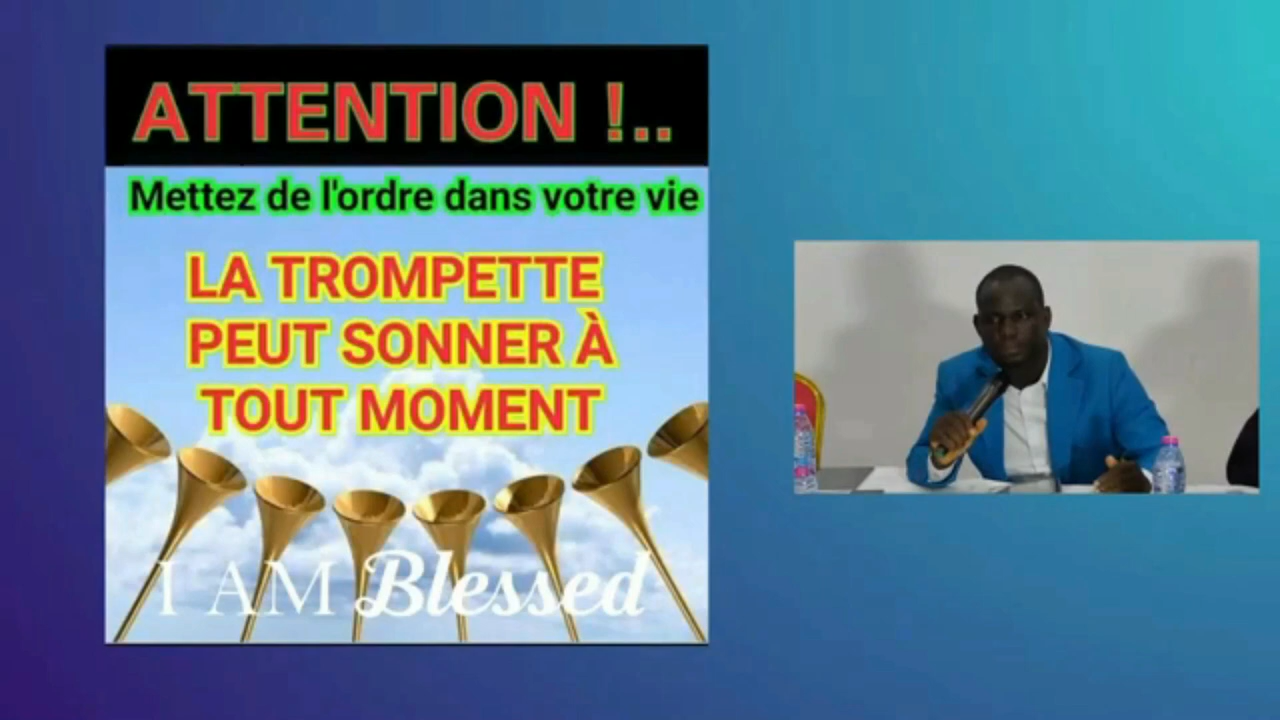 ATTENTION !..
Mettez de l'ordre dans votre vie
LA TROMPETTE
PEUT SONNER À
TOUT MOMENT
I AM Blessed